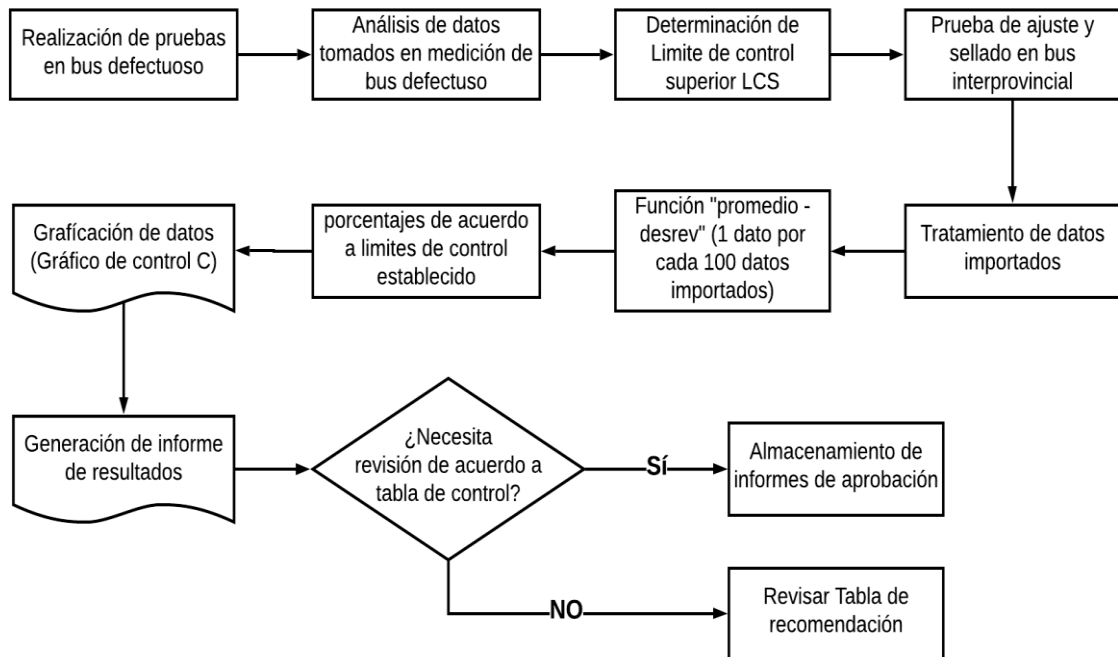 Realización de pruebas
en bus defectuoso
Análisis de datos
tomados en medición de
bus defectuso
Determinación de
Limite de control
superior LCS
Prueba de ajuste y
sellado en bus
interprovincial
Grafícación de datos
(Gráfico de control C)
porcentajes de acuerdo
a limites de control
establecido
Función "promedio -
desrev" (1 dato por
cada 100 datos
importados)
Tratamiento de datos
importados
Generación de informe
de resultados
¿Necesita
revisión de acuerdo a
tabla de control?
Sí
Almacenamiento de
informes de aprobación
NO
Revisar Tabla de
recomendación